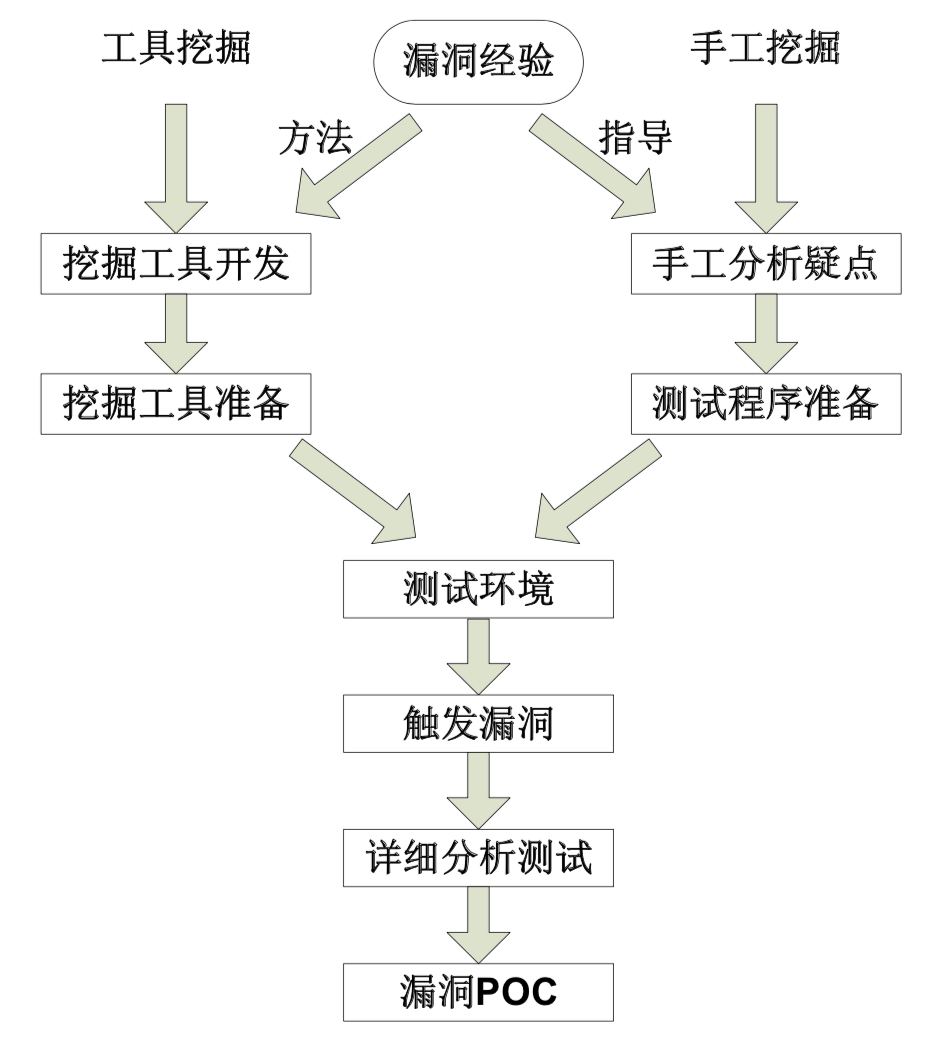 工具挖掘
漏洞经验
手工挖掘
方法
指导
挖掘工具开发
手工分析疑点
挖掘工具准备
测试程序准备
测试环境
触发漏洞
详细分析测试
漏洞POC